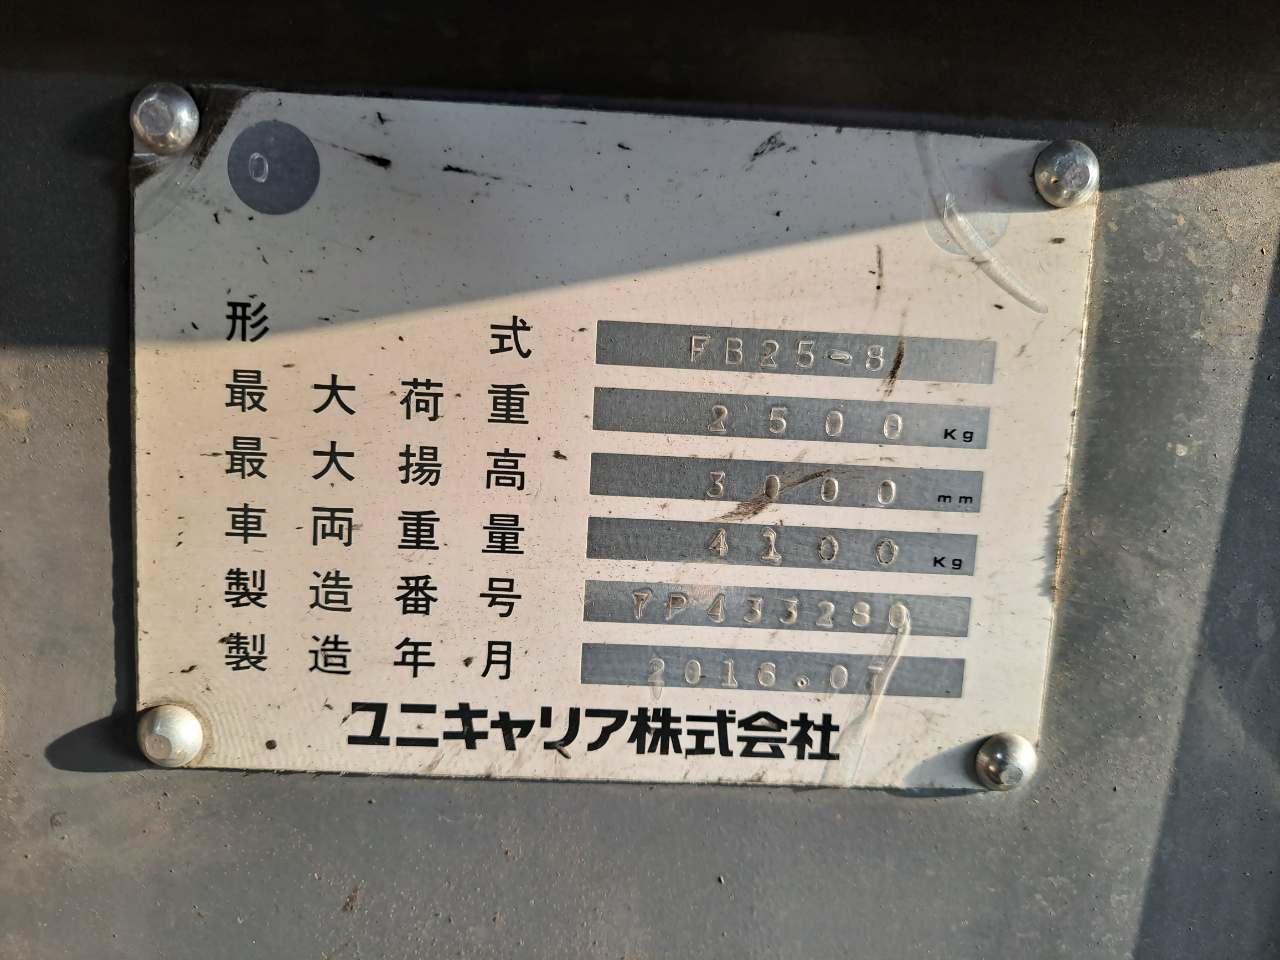 0
形式 FB25-8
最大荷重 2500 Kg
最大揚高 3000 mm
車両重量 4100 Kg
製造番号 YP433280
製造年月 2016.07
ユニキャリア株式会社